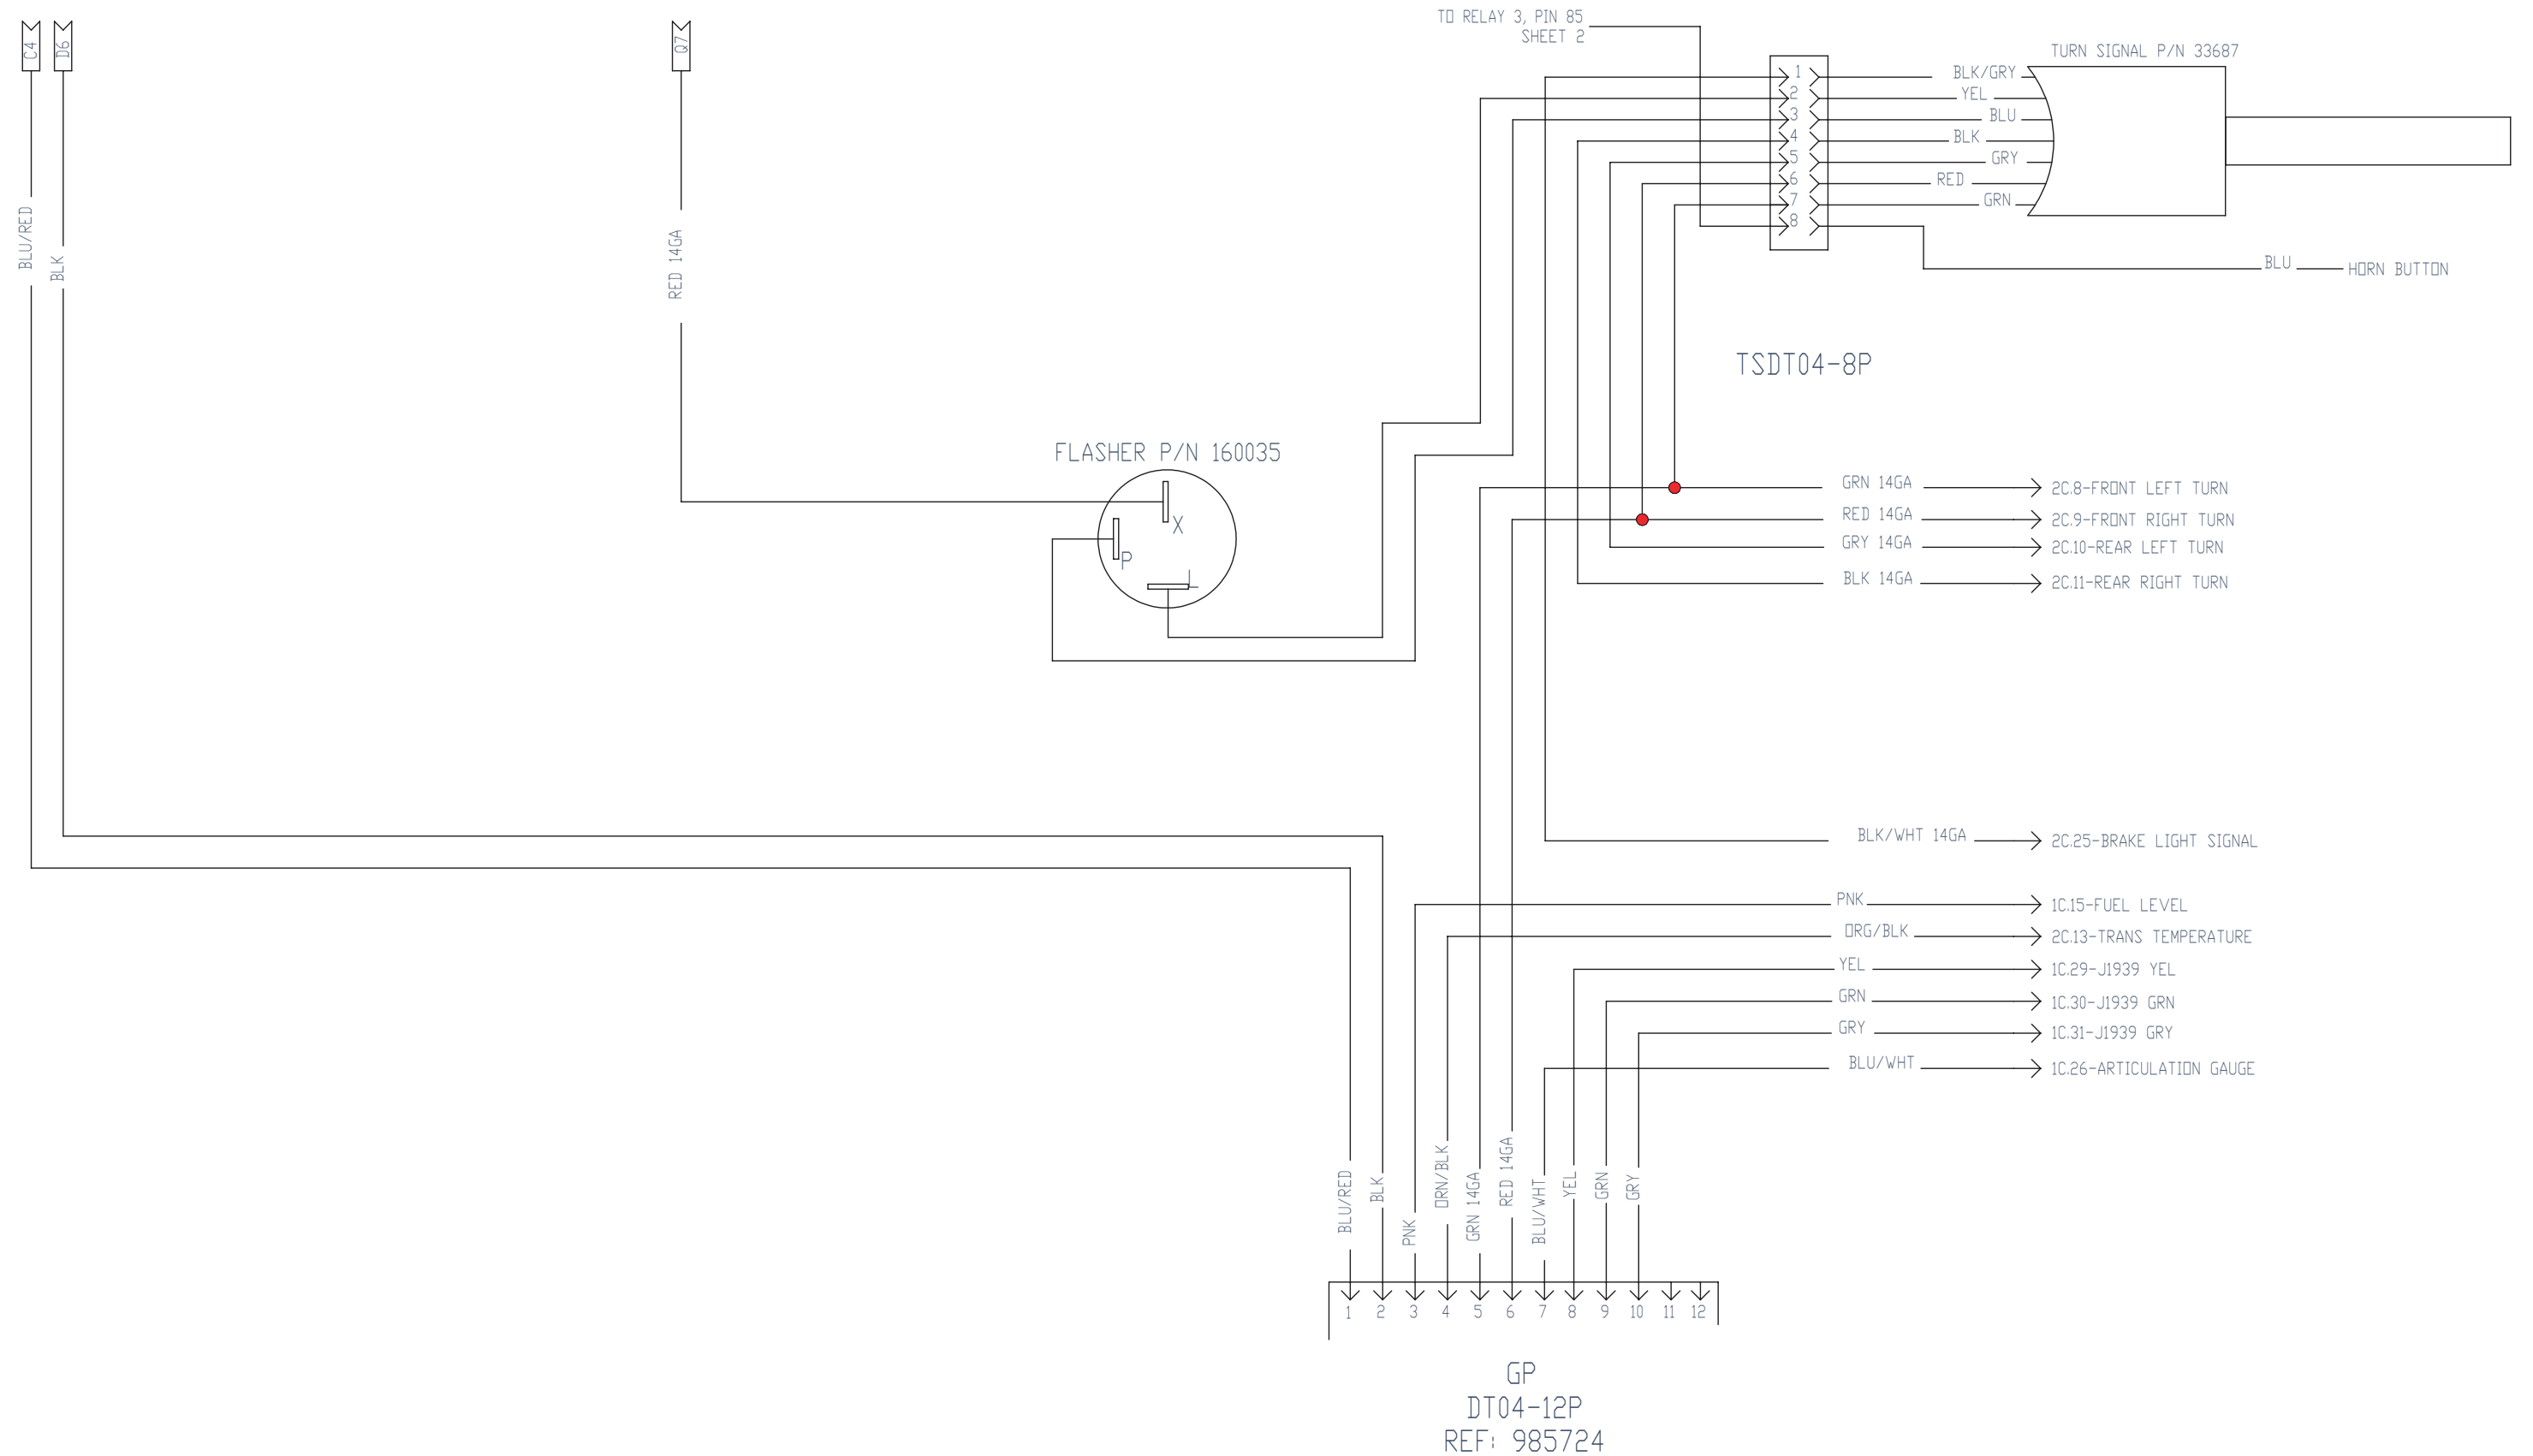 C4
D6
Q7
BLU/RED
BLK
RED 14GA
TO RELAY 3, PIN 85
SHEET 2
TURN SIGNAL P/N 33687
1
BLK/GRY
2
YEL
3
BLU
4
BLK
5
GRY
6
RED
7
GRN
8
BLU
HORN BUTTON
TSDT04-8P
FLASHER P/N 160035
X
P
L
GRN 14GA
2C.8-FRONT LEFT TURN
RED 14GA
2C.9-FRONT RIGHT TURN
GRY 14GA
2C.10-REAR LEFT TURN
BLK 14GA
2C.11-REAR RIGHT TURN
BLK/WHT 14GA
2C.25-BRAKE LIGHT SIGNAL
PNK
1C.15-FUEL LEVEL
ORG/BLK
2C.13-TRANS TEMPERATURE
YEL
1C.29-J1939 YEL
GRN
1C.30-J1939 GRN
GRY
1C.31-J1939 GRY
BLU/WHT
1C.26-ARTICULATION GAUGE
BLU/RED
BLK
PNK
ORN/BLK
GRN 14GA
RED 14GA
BLU/WHT
YEL
GRN
GRY
1 2 3 4 5 6 7 8 9 10 11 12
GP
DT04-12P
REF: 985724